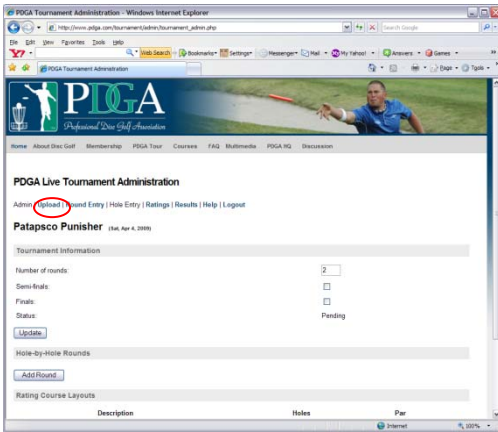 PDGA Tournament Administration - Windows Internet Explorer
http://www.pdga.com/tournament/admin/tournament_admin.php
Search Google
File Edit View Favorites Tools Help
Web Search Bookmarks Settings Messenger Mail My Yahoo! Answers Games
PDGA Tournament Administration
Page Tools
PDGA
Professional Disc Golf Association
Home About Disc Golf Membership PDGA Tour Courses FAQ Multimedia PDGA HQ Discussion
PDGA Live Tournament Administration
Admin | Upload | Round Entry | Hole Entry | Ratings | Results | Help | Logout
Patapsco Punisher (Sat, Apr 4, 2009)
Tournament Information
Number of rounds: 2
Semi-finals:
Finals:
Status: Pending
Update
Hole-by-Hole Rounds
Add Round
Rating Course Layouts
Description Holes Par
Internet 100%